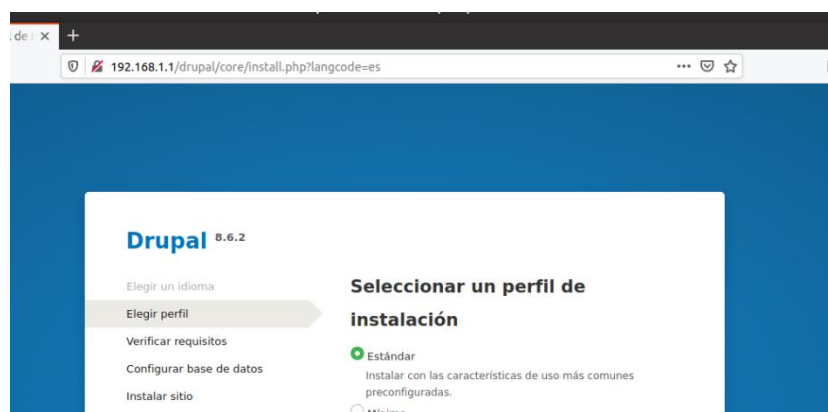 192.168.1.1/drupal/core/install.php?langcode=es
Drupal 8.6.2
Elegir un idioma
Elegir perfil
Verificar requisitos
Configurar base de datos
Instalar sitio
Seleccionar un perfil de
instalación
Estándar
Instalar con las características de uso más comunes
preconfiguradas.